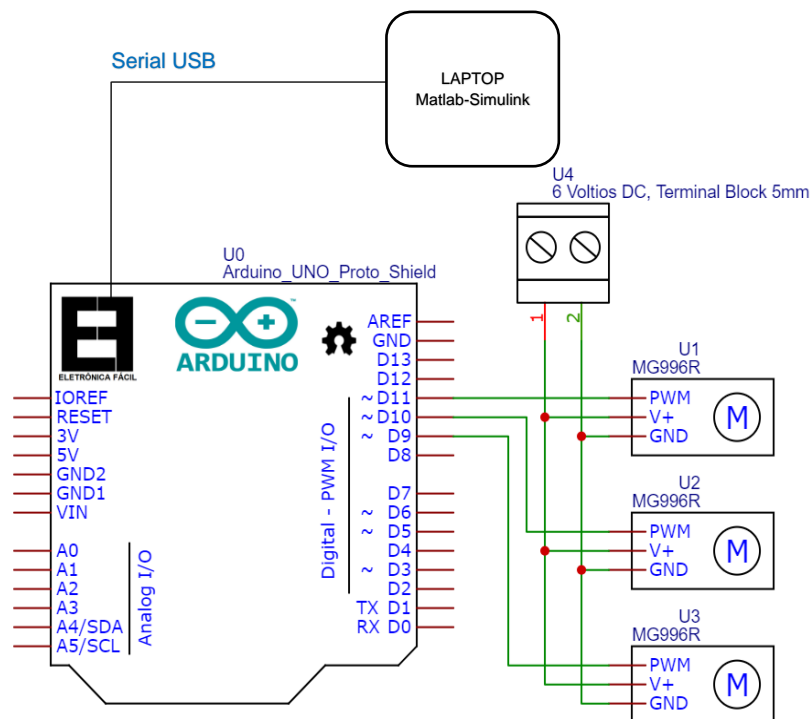 Serial USB
LAPTOP
Matlab-Simulink
U4
6 Voltios DC, Terminal Block 5mm
1
2
U0
Arduino_UNO_Proto_Shield
ELETRÔNICA FÁCIL
ARDUINO
™
IOREF
RESET
3V
5V
GND2
GND1
VIN
A0
A1
A2
A3
A4/SDA
A5/SCL
Analog I/O
Digital - PWM I/O
AREF
GND
D13
D12
~ D11
~ D10
~ D9
D8
D7
~ D6
~ D5
D4
~ D3
D2
TX D1
RX D0
U1
MG996R
PWM
V+
GND
M
U2
MG996R
PWM
V+
GND
M
U3
MG996R
PWM
V+
GND
M